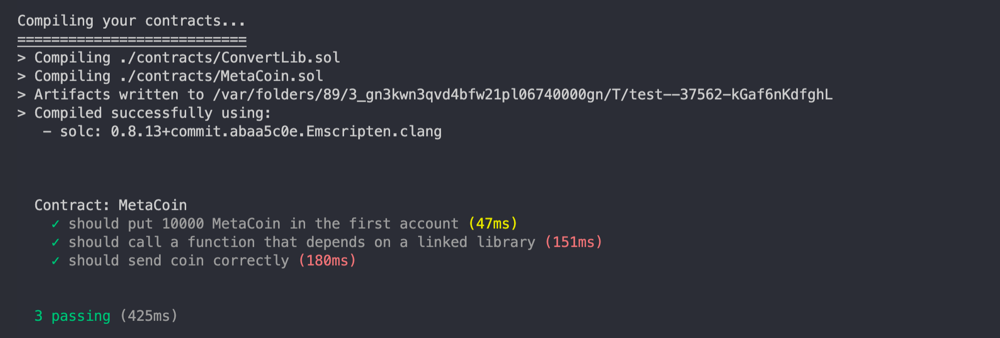 Compiling your contracts...
===========================
> Compiling ./contracts/ConvertLib.sol
> Compiling ./contracts/MetaCoin.sol
> Artifacts written to /var/folders/89/3_gn3kwn3qvd4bfw21pl06740000gn/T/test--37562-kGaf6nKdfghL
> Compiled successfully using:
- solc: 0.8.13+commit.abaa5c0e.Emscripten.clang
Contract: MetaCoin
✓ should put 10000 MetaCoin in the first account (47ms)
✓ should call a function that depends on a linked library (151ms)
✓ should send coin correctly (180ms)
3 passing (425ms)